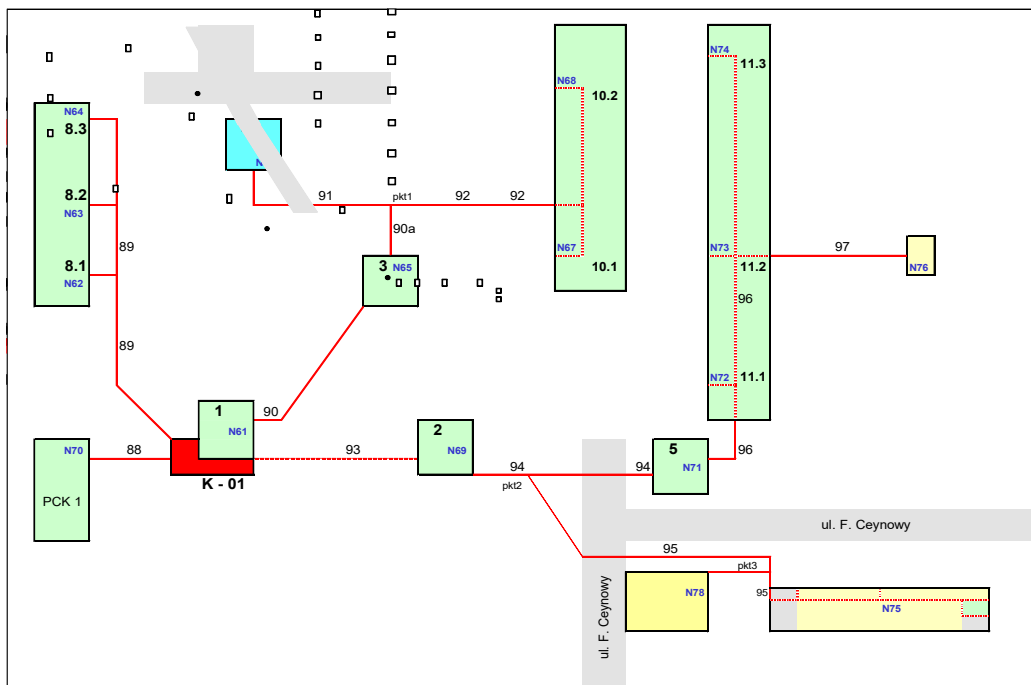 N74
11.3
N68
10.2
N64
8.3
N
8.2
N63
91
pkt1
92
92
90a
89
N73
11.2
97
N76
8.1
N62
3
N65
N67
10.1
96
89
N72
11.1
1
N61
90
2
N69
N70
88
93
K - 01
PCK 1
94
pkt2
94
5
N71
96
ul. F. Ceynowy
95
pkt3
95
N78
N75
ul. F. Ceynowy